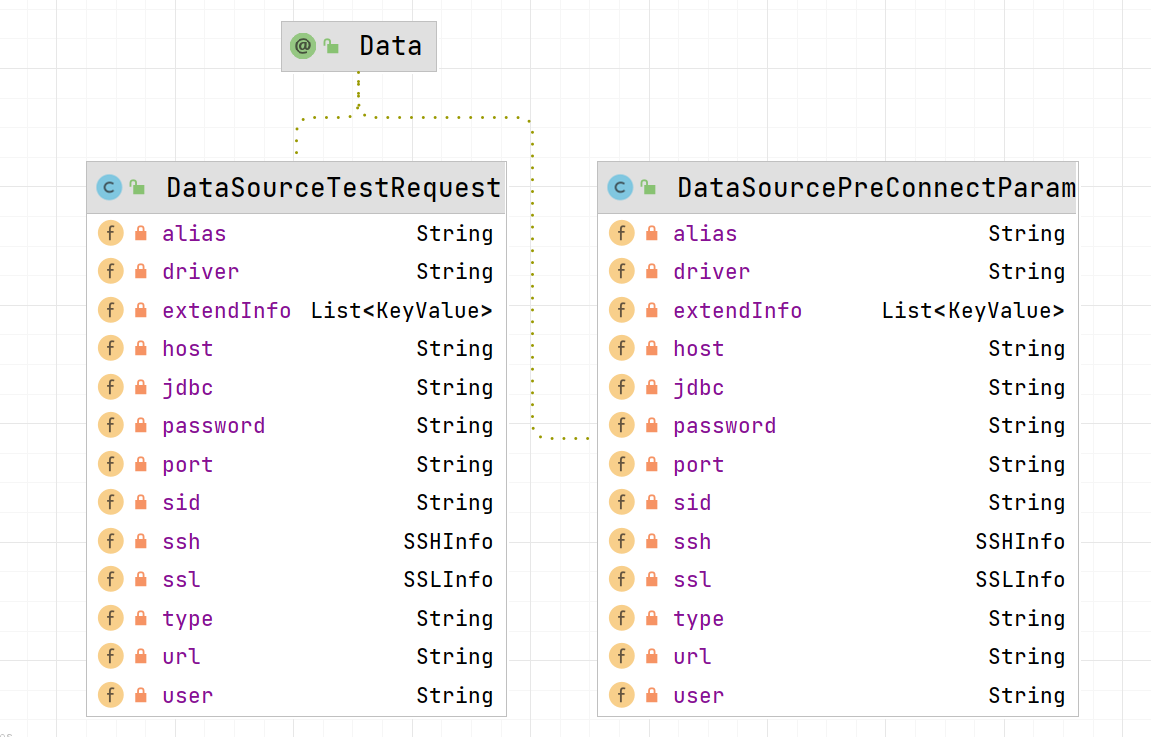 @ Data
C DataSourceTestRequest
f alias String
f driver String
f extendInfo List<KeyValue>
f host String
f jdbc String
f password String
f port String
f sid String
f ssh SSHInfo
f ssl SSLInfo
f type String
f url String
f user String
C DataSourcePreConnectParam
f alias String
f driver String
f extendInfo List<KeyValue>
f host String
f jdbc String
f password String
f port String
f sid String
f ssh SSHInfo
f ssl SSLInfo
f type String
f url String
f user String